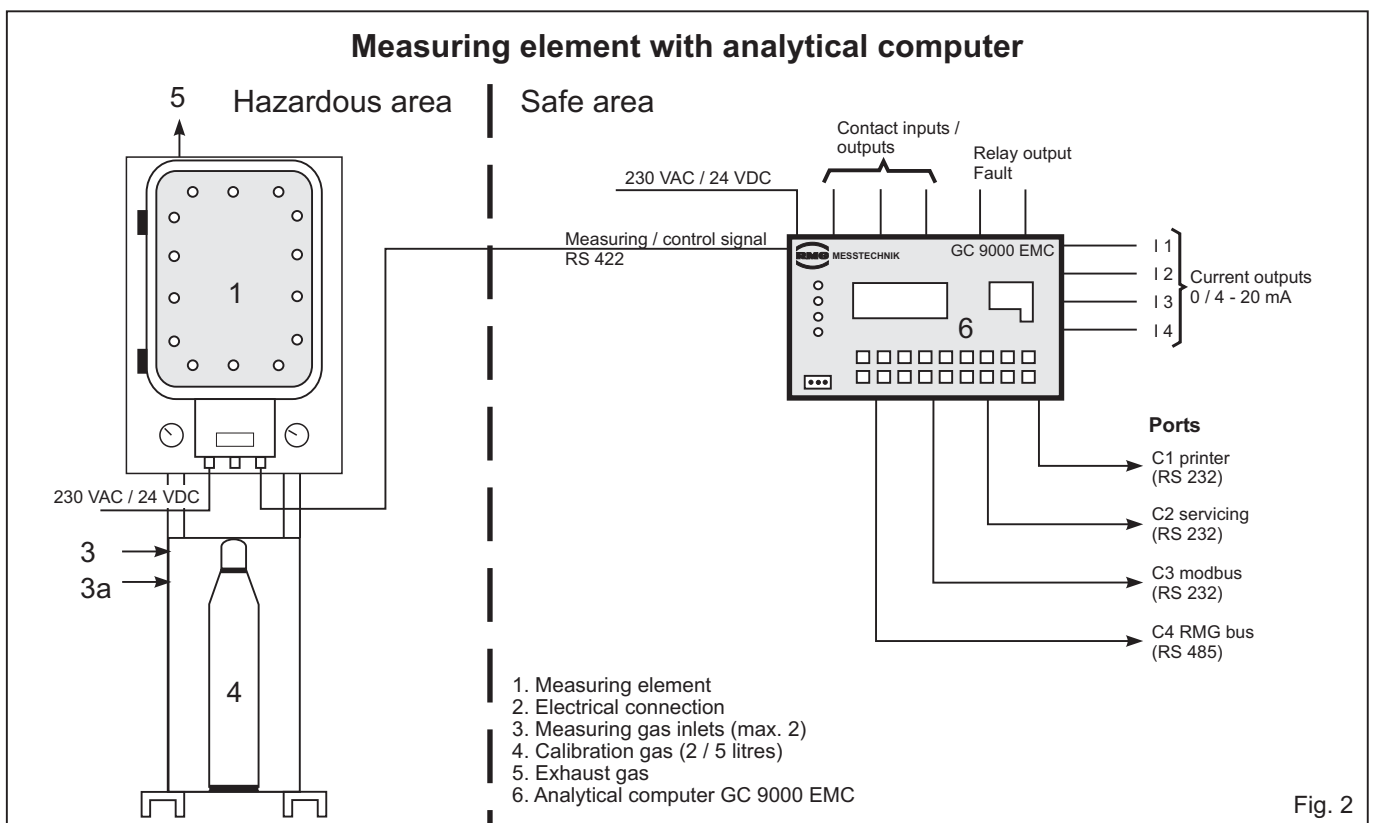 Measuring element with analytical computer
5
Hazardous area
Safe area
Contact inputs /
outputs
Relay output
Fault
230 VAC / 24 VDC
Measuring / control signal
RS 422
RMG MESSTECHNIK
GC 9000 EMC
I 1
I 2
I 3
I 4
Current outputs
0 / 4 - 20 mA
1
6
Ports
C1 printer
(RS 232)
C2 servicing
(RS 232)
C3 modbus
(RS 232)
C4 RMG bus
(RS 485)
230 VAC / 24 VDC
3
3a
4
1. Measuring element
2. Electrical connection
3. Measuring gas inlets (max. 2)
4. Calibration gas (2 / 5 litres)
5. Exhaust gas
6. Analytical computer GC 9000 EMC
Fig. 2